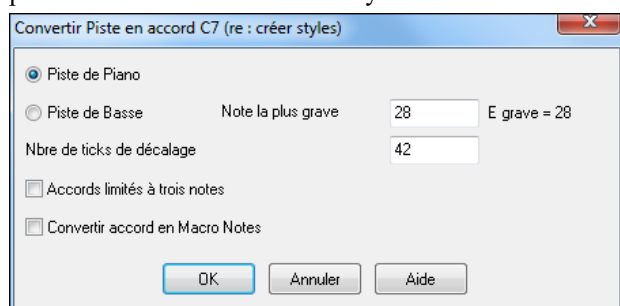 Convertir Piste en accord C7 (re : créer styles)
Piste de Piano
Piste de Basse Note la plus grave 28 E grave = 28
Nbre de ticks de décalage 42
Accords limités à trois notes
Convertir accord en Macro Notes
OK Annuler Aide